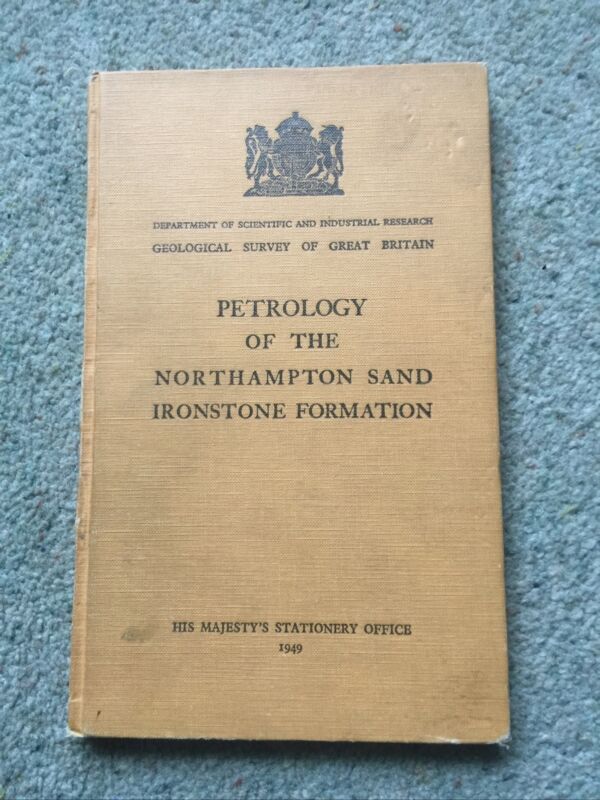 DEPARTMENT OF SCIENTIFIC AND INDUSTRIAL RESEARCH
GEOLOGICAL SURVEY OF GREAT BRITAIN
PETROLOGY
OF THE
NORTHAMPTON SAND
IRONSTONE FORMATION
HIS MAJESTY'S STATIONERY OFFICE
1949